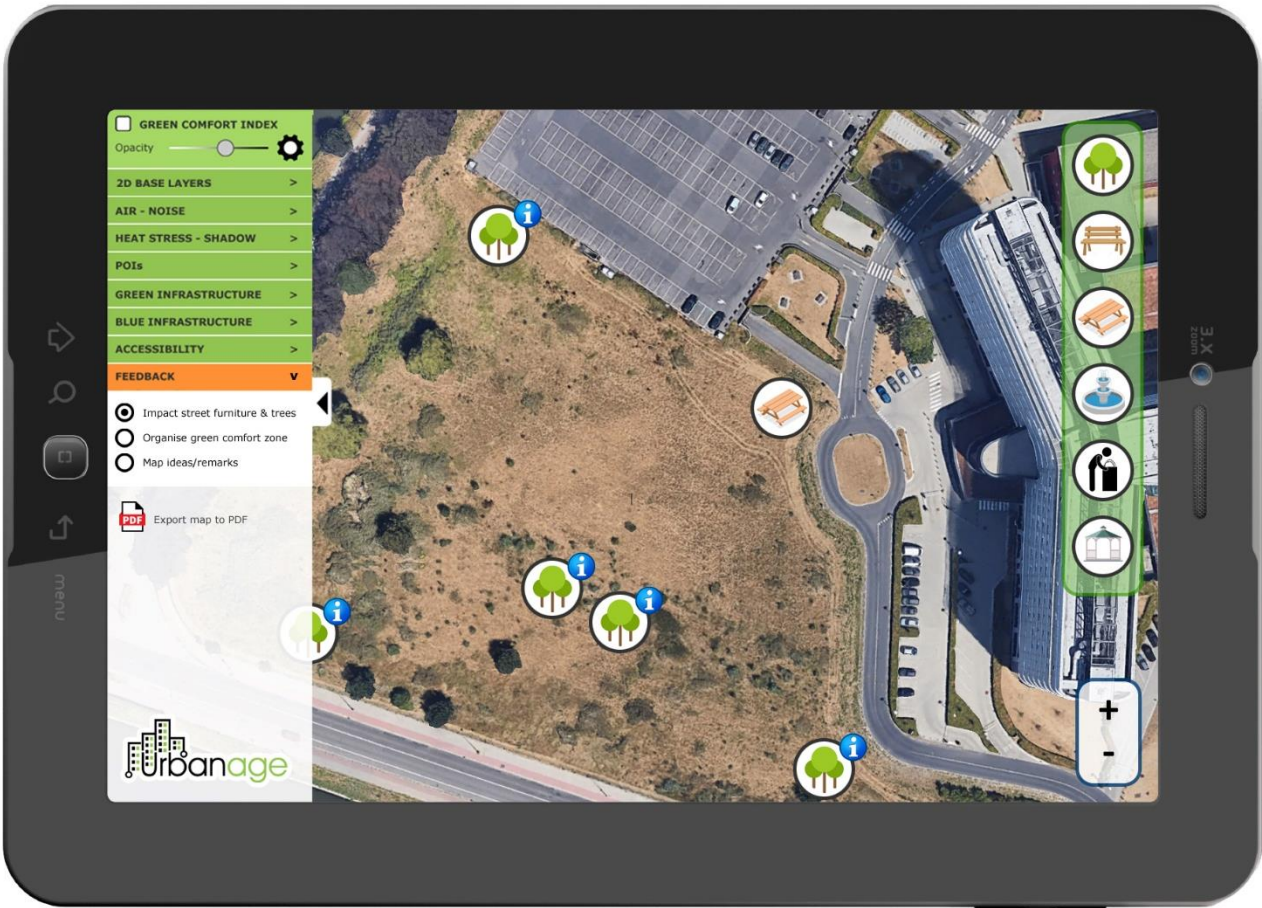 GREEN COMFORT INDEX
Opacity
2D BASE LAYERS >
AIR - NOISE >
HEAT STRESS - SHADOW >
POIs >
GREEN INFRASTRUCTURE >
BLUE INFRASTRUCTURE >
ACCESSIBILITY >
FEEDBACK v
Impact street furniture & trees
Organise green comfort zone
Map ideas/remarks
PDF Export map to PDF
Urbanage
i
i
i
i
i
+
-
menu
3.X
zoom